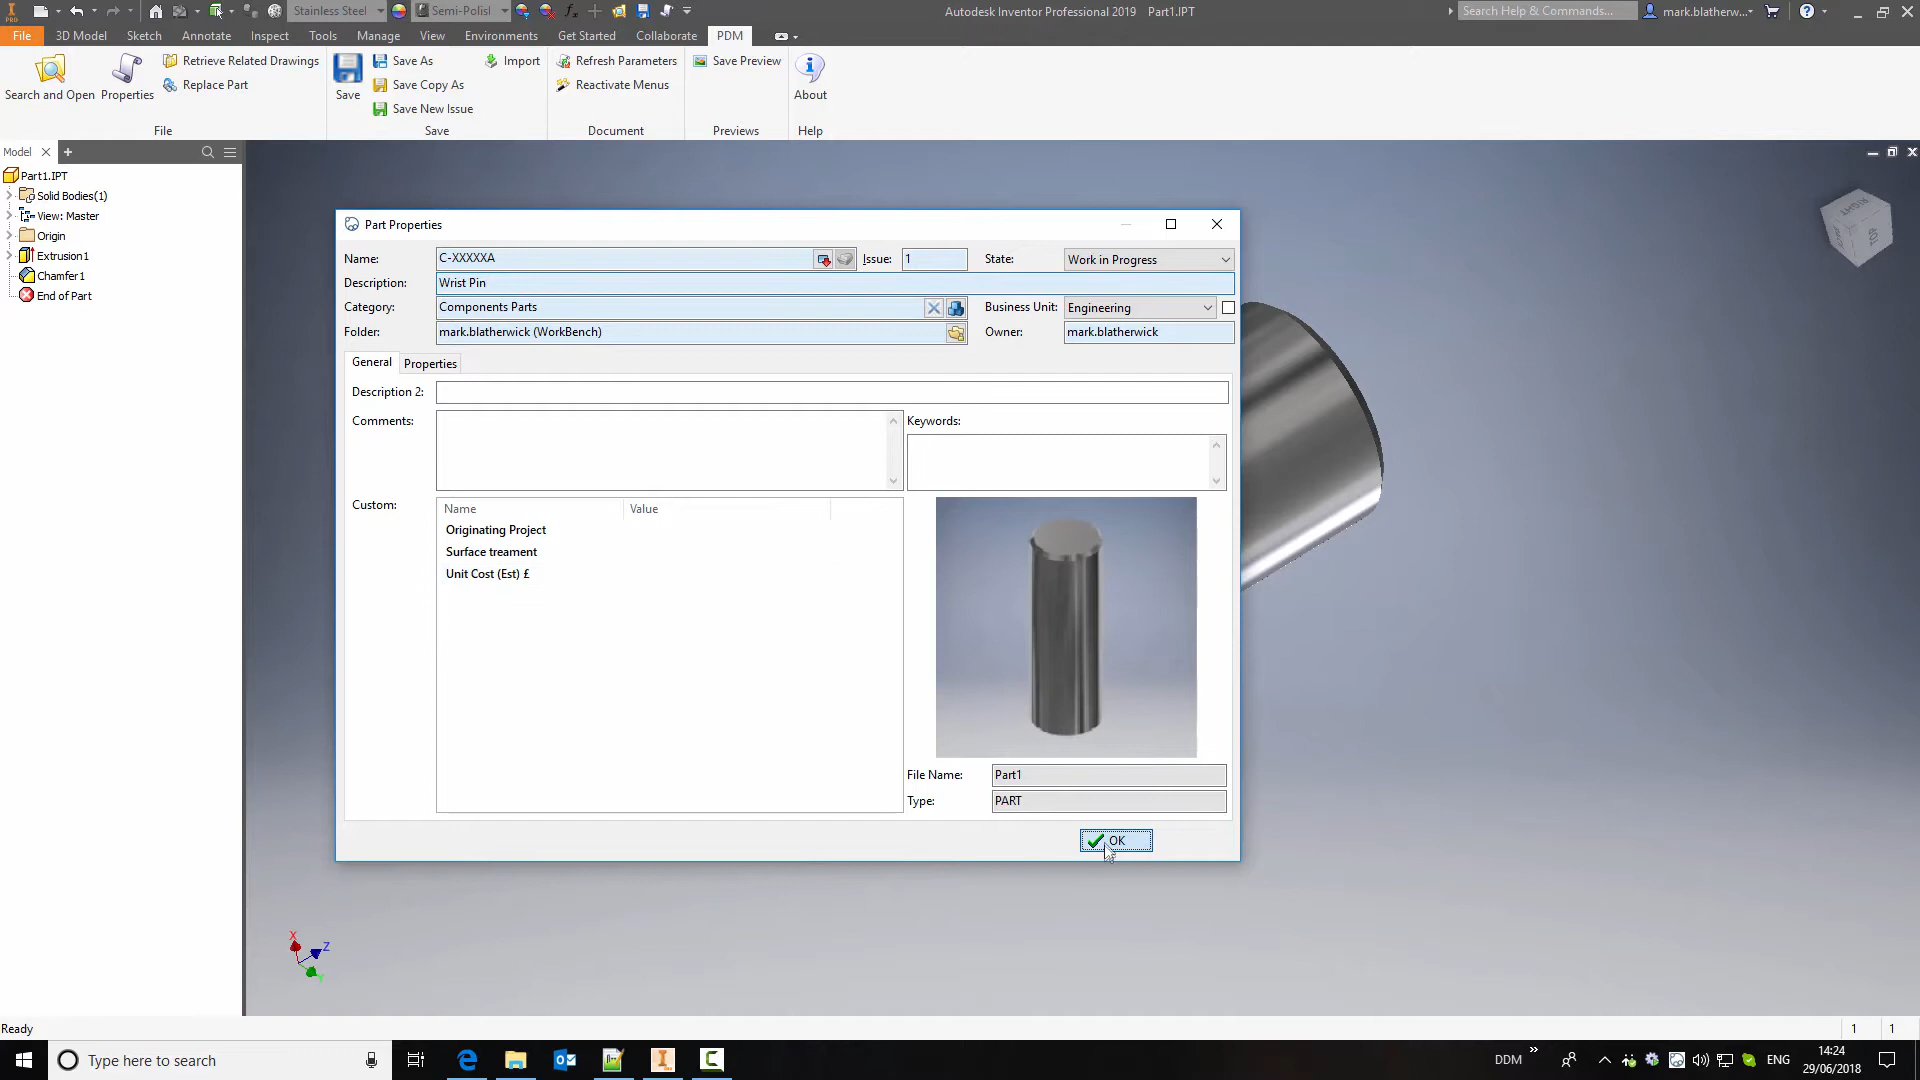 Stainless Steel
Semi-Polisl
Autodesk Inventor Professional 2019 Part1.IPT
Search Help & Commands...
mark.blatherw...
PRO
File
3D Model
Sketch
Annotate
Inspect
Tools
Manage
View
Environments
Get Started
Collaborate
PDM
Search and Open
Properties
Retrieve Related Drawings
Replace Part
File
Save
Save As
Save Copy As
Save New Issue
Import
Save
Refresh Parameters
Reactivate Menus
Document
Save Preview
Previews
About
Help
Model
Part1.IPT
Solid Bodies(1)
View: Master
Origin
Extrusion1
Chamfer1
End of Part
Part Properties
Name: C-XXXXXA Issue: 1 State: Work in Progress
Description: Wrist Pin
Category: Components Parts Business Unit: Engineering
Folder: mark.blatherwick (WorkBench) Owner: mark.blatherwick
General Properties
Description 2:
Comments: Keywords:
Custom: Name Value
Originating Project
Surface treament
Unit Cost (Est) £
File Name: Part1
Type: PART
OK
RIGHT
TOP
X
Z
Y
Ready
1 1
Type here to search
DDM
ENG
14:24
29/06/2018